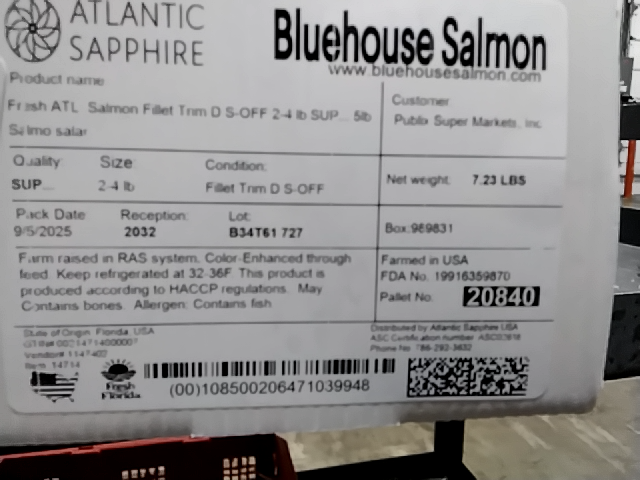 ATLANTIC
SAPPHIRE
Bluehouse Salmon
www.bluehousesalmon.com
Product name
Fresh ATL Salmon Fillet Trim D S-OFF 2-4 lb SUP... 5lb
Salmo salar
Customer
Publix Super Markets, Inc.
Quality: Size: Condition:
SUP... 2-4 lb Fillet Trim D S-OFF
Net weight: 7.23 LBS
Pack Date Reception: Lot:
9/5/2025 2032 B34T61 727
Box: 989831
Farm raised in RAS system, Color-Enhanced through
feed. Keep refrigerated at 32-36F. This product is
produced according to HACCP regulations. May
Contains bones. Allergen: Contains fish
Farmed in USA
FDA No. 19916359870
Pallet No. 20840
State of Origin: Florida, USA
Distributed by Atlantic Sapphire USA
ASC Certification number
Phone No
Fresh
Florida
(00)108500206471039948